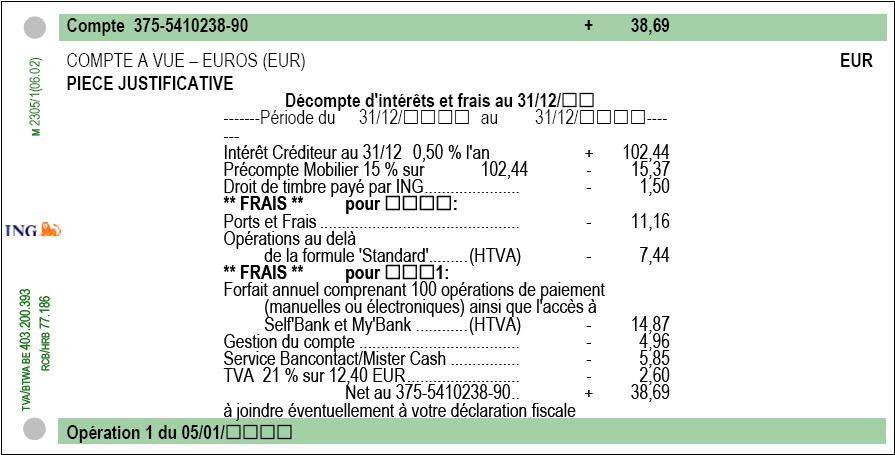 Compte 375-5410238-90 + 38,69
COMPTE A VUE – EUROS (EUR) EUR
PIECE JUSTIFICATIVE
Décompte d'intérêts et frais au 31/12/□□
-------Période du 31/12/□□□□ au 31/12/□□□□----
---
Intérêt Créditeur au 31/12 0,50 % l'an + 102,44
Précompte Mobilier 15 % sur 102,44 - 15,37
Droit de timbre payé par ING...................... - 1,50
** FRAIS ** pour □□□□:
Ports et Frais .............................................. - 11,16
Opérations au delà
de la formule 'Standard'.........(HTVA) - 7,44
** FRAIS ** pour □□□1:
Forfait annuel comprenant 100 opérations de paiement
(manuelles ou électroniques) ainsi que l'accès à
Self'Bank et My'Bank ............(HTVA) - 14,87
Gestion du compte ..................................... - 4,96
Service Bancontact/Mister Cash ................ - 5,85
TVA 21 % sur 12,40 EUR.......................... - 2,60
Net au 375-5410238-90.. + 38,69
à joindre éventuellement à votre déclaration fiscale
Opération 1 du 05/01/□□□□
M 2305/1(06.02)
ING
TVA/BTWA BE 403.200.393
RCB/HRB 77.186